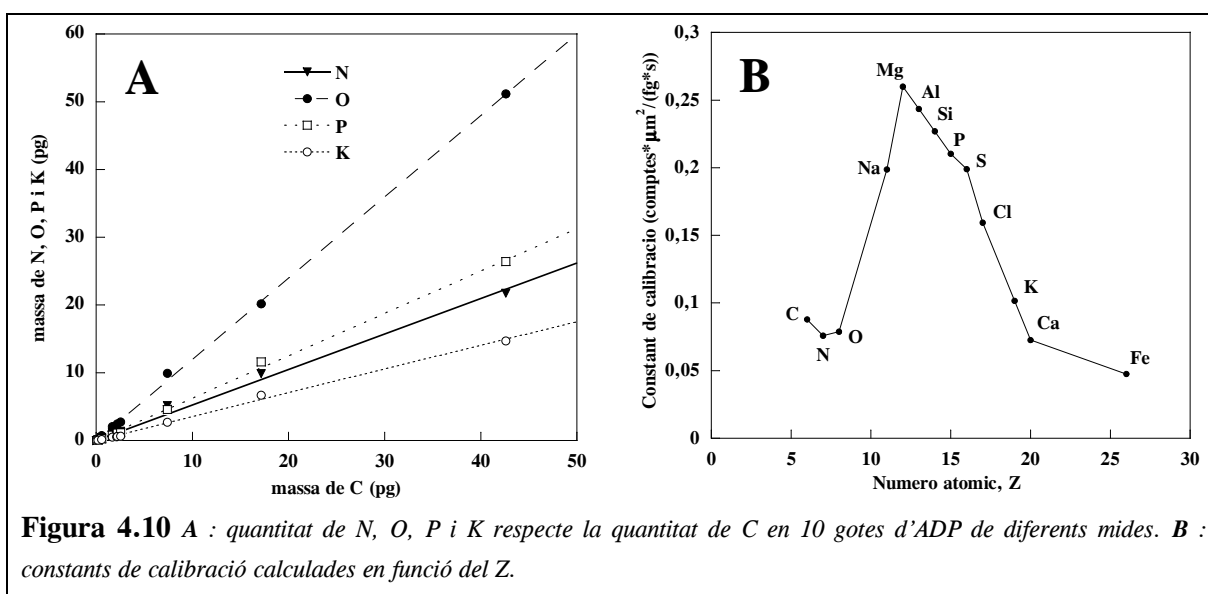 60
50
40
30
20
10
0
massa de N, O, P i K (pg)
A
N
O
P
K
0
10
20
30
40
50
massa de C (pg)
0,3
0,25
0,2
0,15
0,1
0,05
0
Constant de calibracio (comptes*µm²/(fg*s))
B
Mg
Al
Si
P
S
Na
Cl
K
Ca
Fe
C
N
O
0
5
10
15
20
25
30
Numero atomic, Z
Figura 4.10 A : quantitat de N, O, P i K respecte la quantitat de C en 10 gotes d'ADP de diferents mides. B :
constants de calibració calculades en funció del Z.